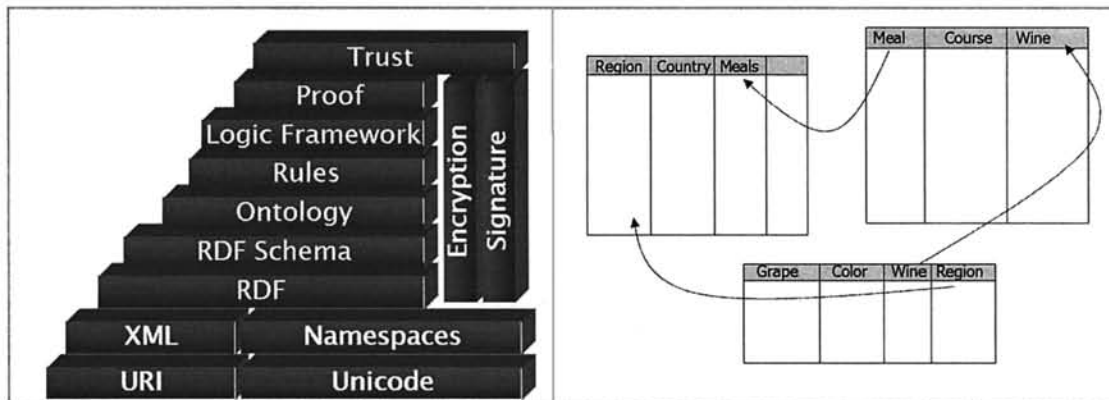 Trust
Proof
Logic Framework
Rules
Ontology
RDF Schema
RDF
Encryption
Signature
XML Namespaces
URI Unicode
Region Country Meals
Meal Course Wine
Grape Color Wine Region